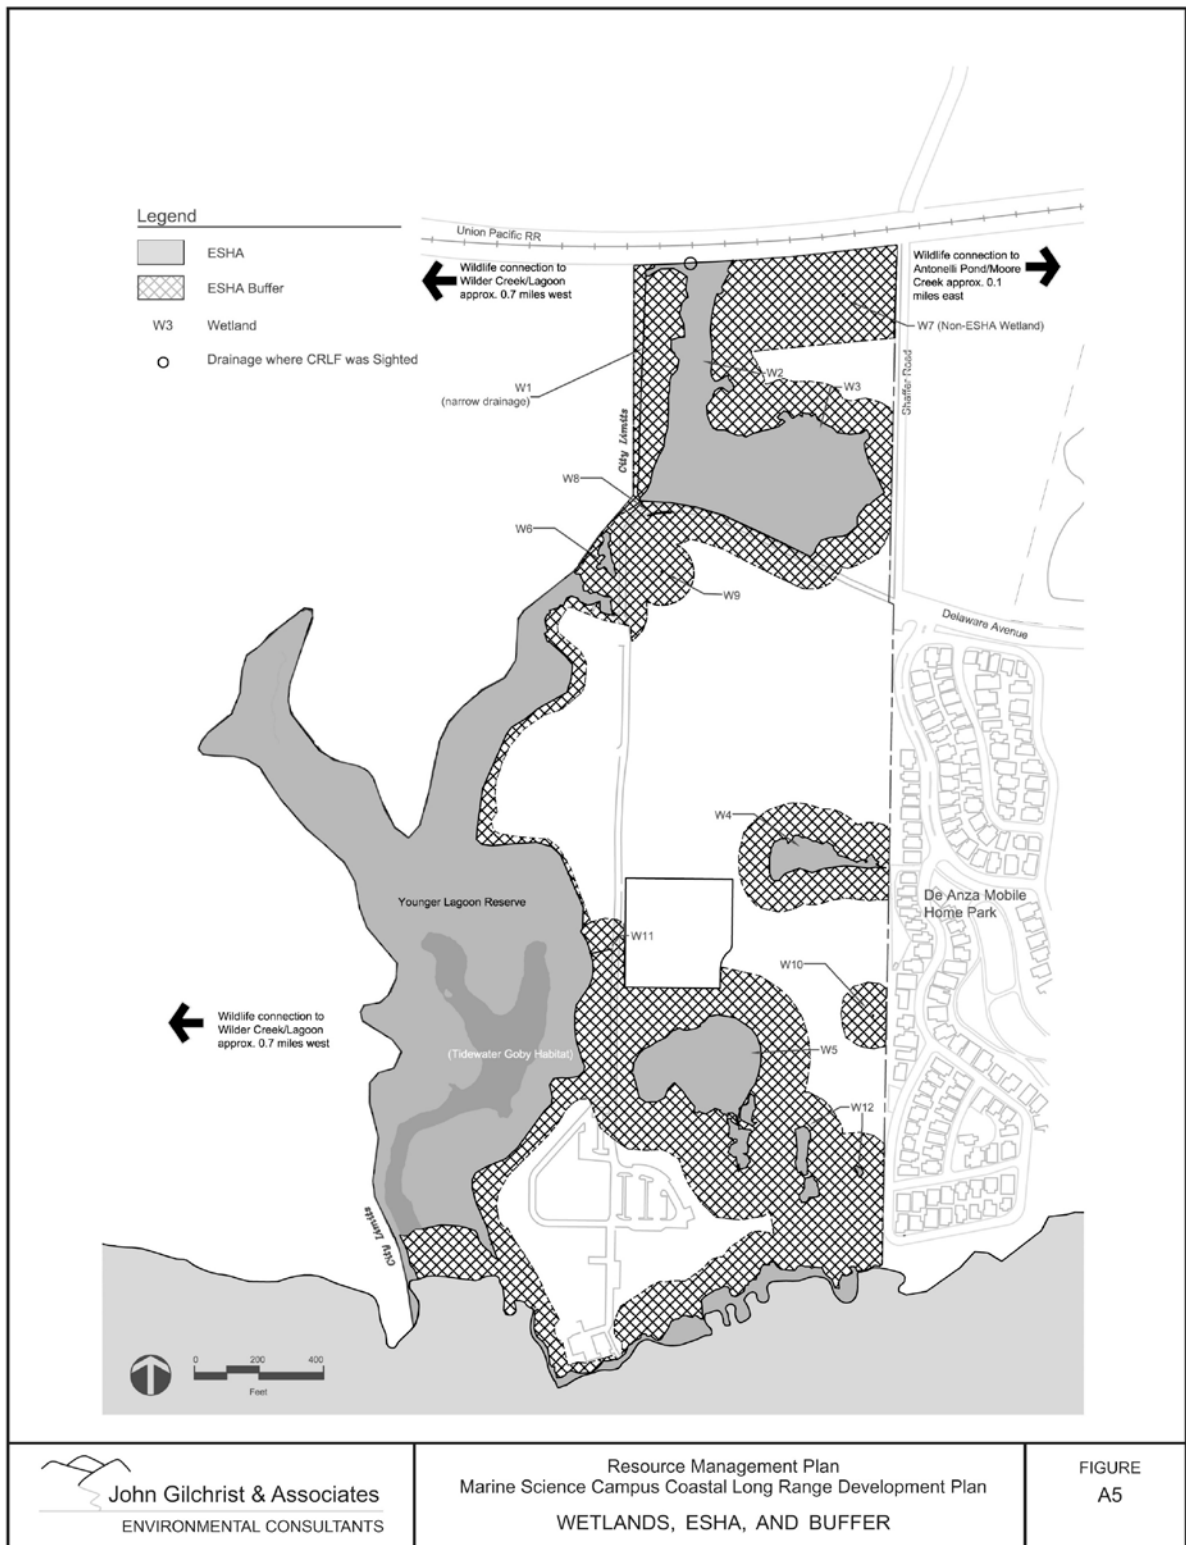 Legend
ESHA
ESHA Buffer
W3 Wetland
Drainage where CRLF was Sighted
Union Pacific RR
Wildlife connection to
Wilder Creek/Lagoon
approx. 0.7 miles west
Wildlife connection to
Antonelli Pond/Moore
Creek approx. 0.1
miles east
W7 (Non-ESHA Wetland)
W2
W3
W1
(narrow drainage)
City Limits
Shaffer Road
W8
W6
W9
Delaware Avenue
W4
De Anza Mobile
Home Park
Younger Lagoon Reserve
W11
W10
Wildlife connection to
Wilder Creek/Lagoon
approx. 0.7 miles west
(Tidewater Goby Habitat)
W5
W12
City Limits
0 200 400
Feet
John Gilchrist & Associates
ENVIRONMENTAL CONSULTANTS
Resource Management Plan
Marine Science Campus Coastal Long Range Development Plan
WETLANDS, ESHA, AND BUFFER
FIGURE
A5